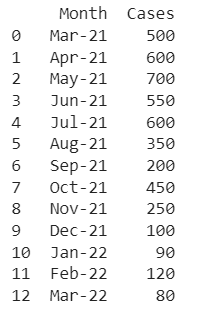 Month Cases
0 Mar-21 500
1 Apr-21 600
2 May-21 700
3 Jun-21 550
4 Jul-21 600
5 Aug-21 350
6 Sep-21 200
7 Oct-21 450
8 Nov-21 250
9 Dec-21 100
10 Jan-22 90
11 Feb-22 120
12 Mar-22 80